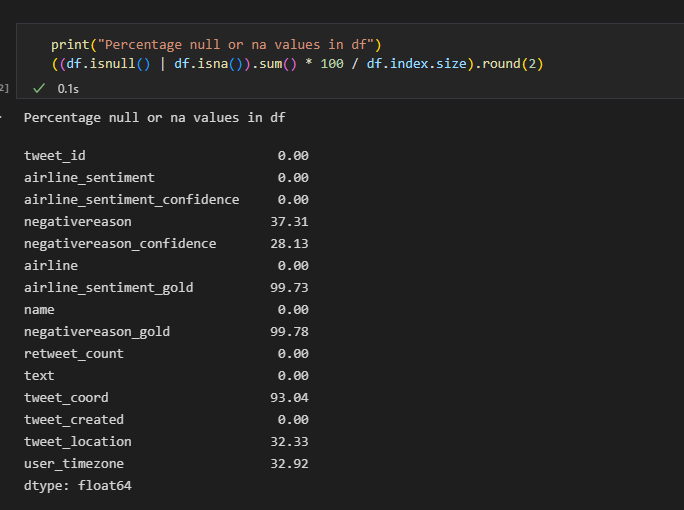 print("Percentage null or na values in df")
((df.isnull() | df.isna()).sum() * 100 / df.index.size).round(2)
2] ✓ 0.1s
Percentage null or na values in df
tweet_id 0.00
airline_sentiment 0.00
airline_sentiment_confidence 0.00
negativereason 37.31
negativereason_confidence 28.13
airline 0.00
airline_sentiment_gold 99.73
name 0.00
negativereason_gold 99.78
retweet_count 0.00
text 0.00
tweet_coord 93.04
tweet_created 0.00
tweet_location 32.33
user_timezone 32.92
dtype: float64